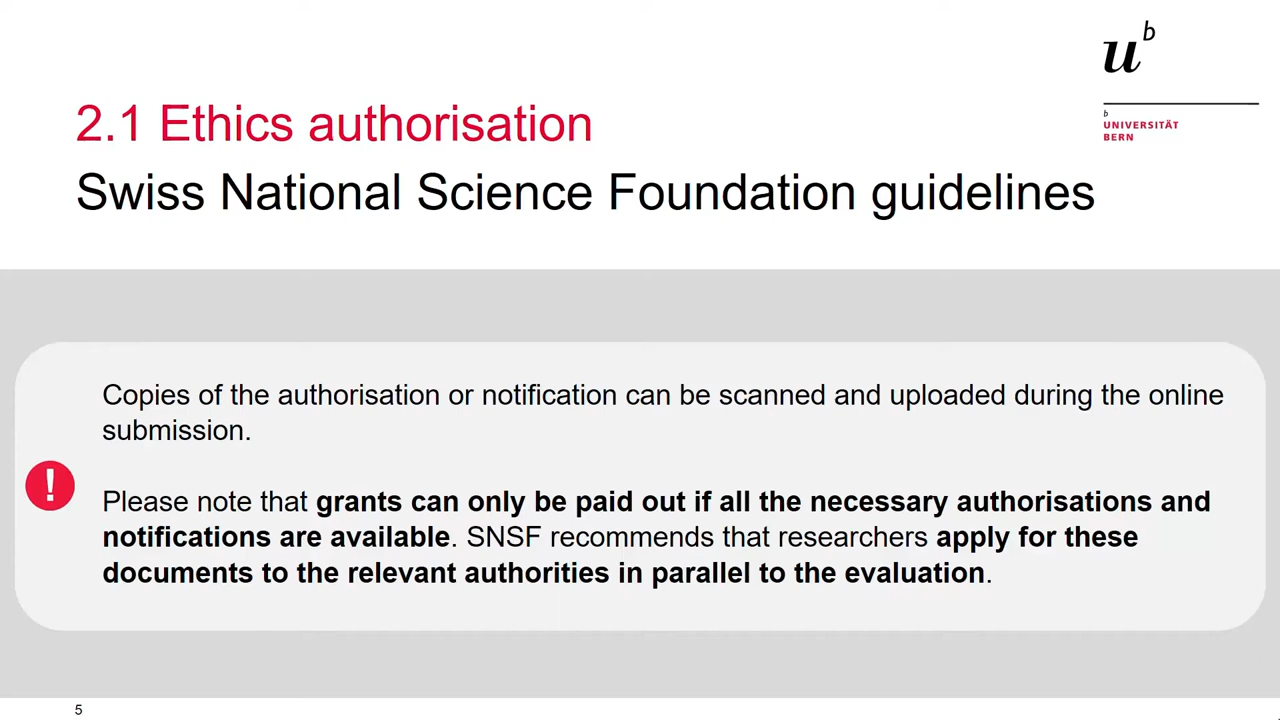 u
b
b
UNIVERSITÄT
BERN
2.1 Ethics authorisation
Swiss National Science Foundation guidelines
Copies of the authorisation or notification can be scanned and uploaded during the online
submission.
!
Please note that grants can only be paid out if all the necessary authorisations and
notifications are available. SNSF recommends that researchers apply for these
documents to the relevant authorities in parallel to the evaluation.
5